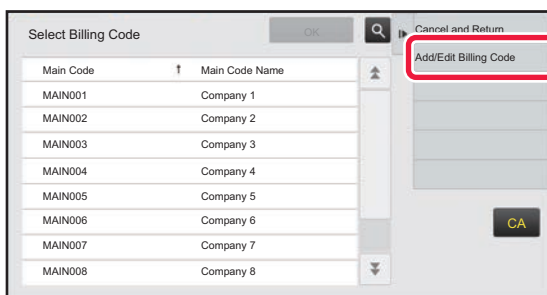 Select Billing Code
OK
Cancel and Return
Add/Edit Billing Code
Main Code ↑ Main Code Name
MAIN001 Company 1
MAIN002 Company 2
MAIN003 Company 3
MAIN004 Company 4
MAIN005 Company 5
MAIN006 Company 6
MAIN007 Company 7
MAIN008 Company 8
CA